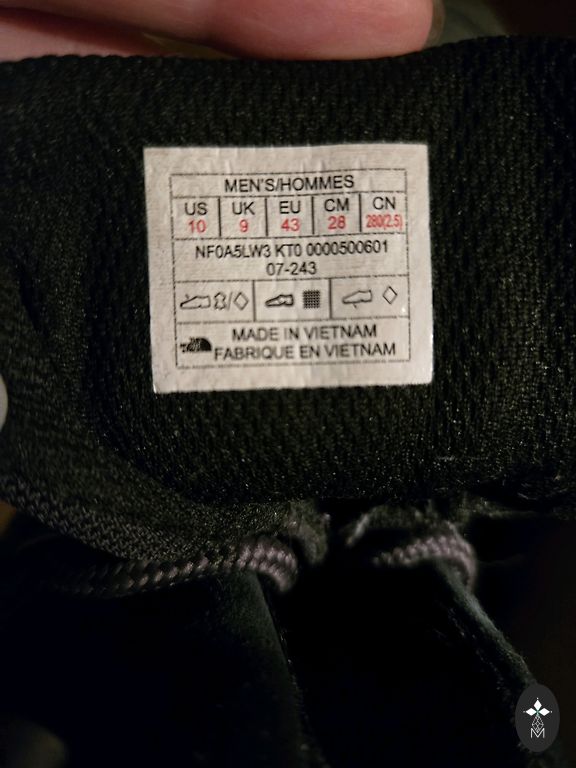 MEN'S/HOMMES
US UK EU CM CN
10 9 43 28 280(2.5)
NF0A5LW3 KT0 0000500601
07-243
MADE IN VIETNAM
FABRIQUE EN VIETNAM